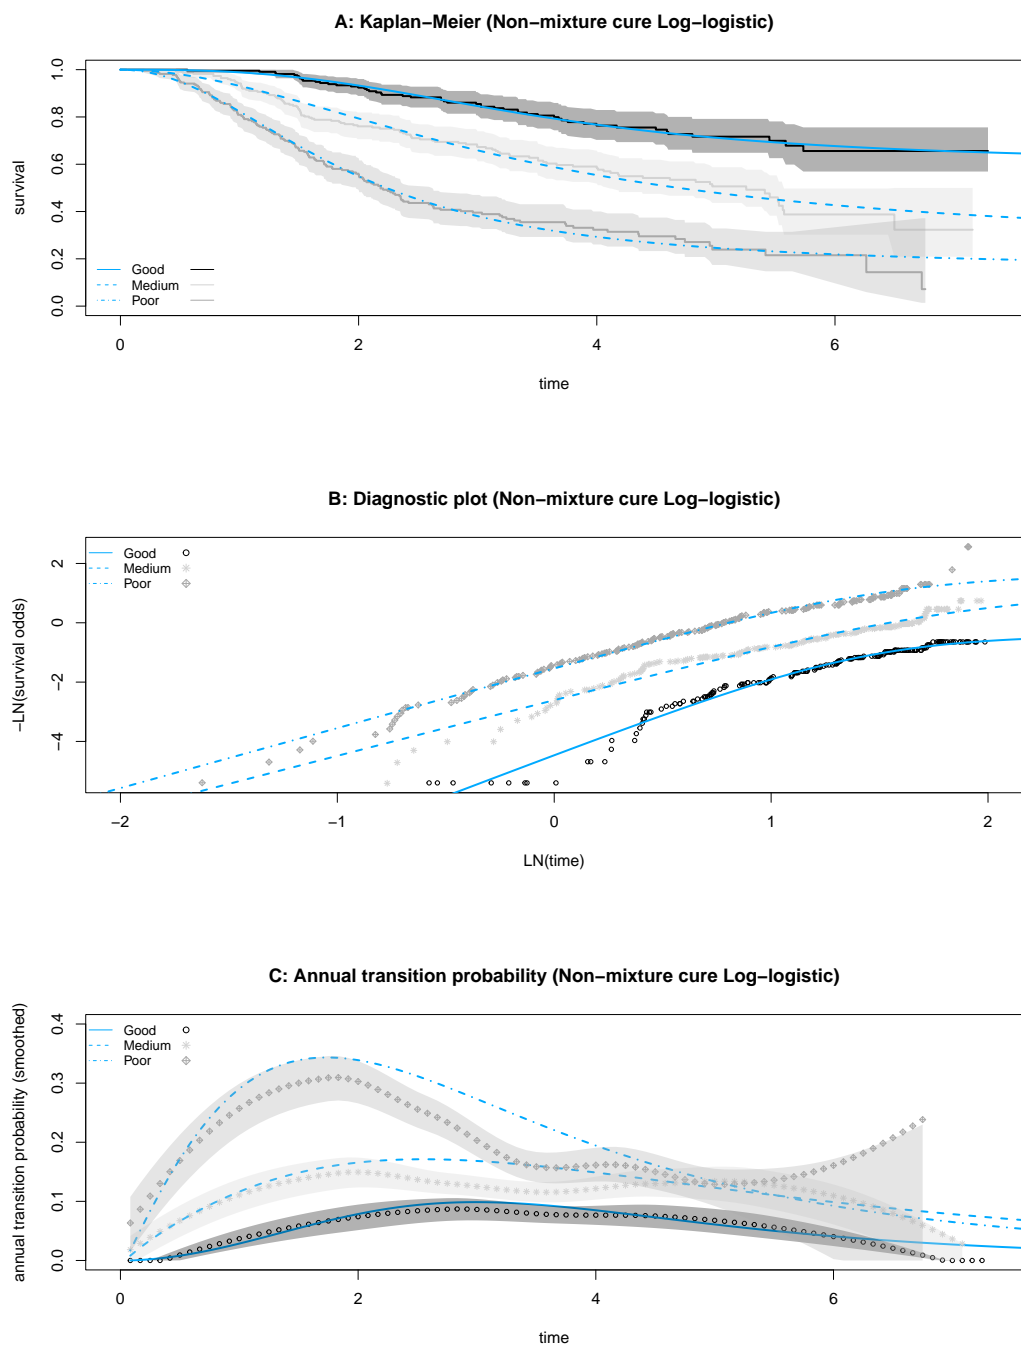 A: Kaplan−Meier (Non−mixture cure Log−logistic)
survival
1.0
0.8
0.6
0.4
0.2
0.0
Good
Medium
Poor
0 2 4 6
time
B: Diagnostic plot (Non−mixture cure Log−logistic)
−LN(survival odds)
2
0
−2
−4
Good
Medium
Poor
−2 −1 0 1 2
LN(time)
C: Annual transition probability (Non−mixture cure Log−logistic)
annual transition probability (smoothed)
0.4
0.3
0.2
0.1
0.0
Good
Medium
Poor
0 2 4 6
time